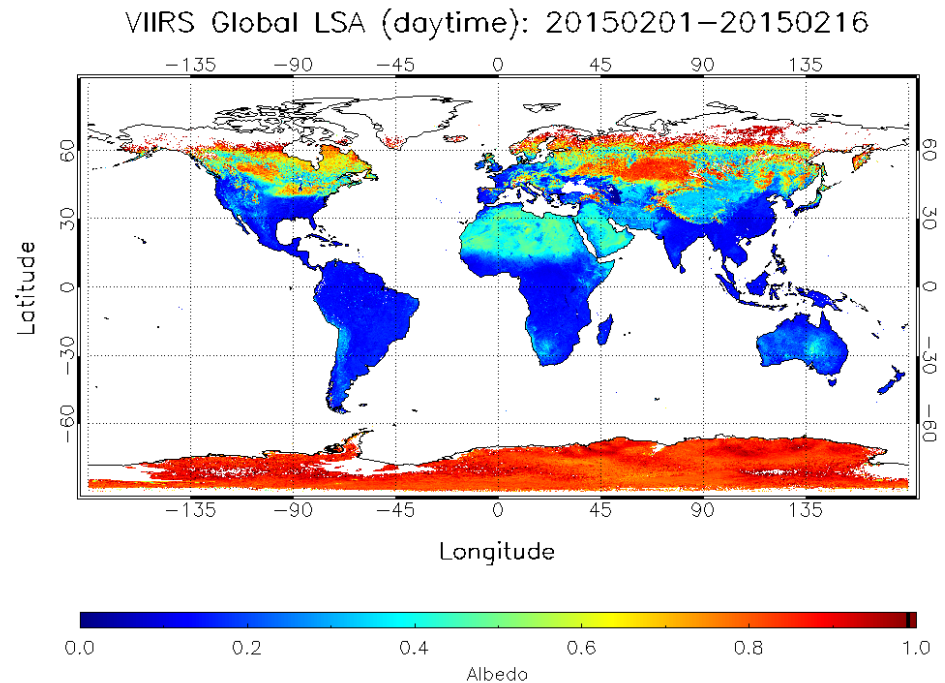 VIIRS Global LSA (daytime): 20150201−20150216
−135 −90 −45 0 45 90 135
60 60
30 30
0 0
−30 −30
−60 −60
Latitude
−135 −90 −45 0 45 90 135
Longitude
0.0 0.2 0.4 0.6 0.8 1.0
Albedo